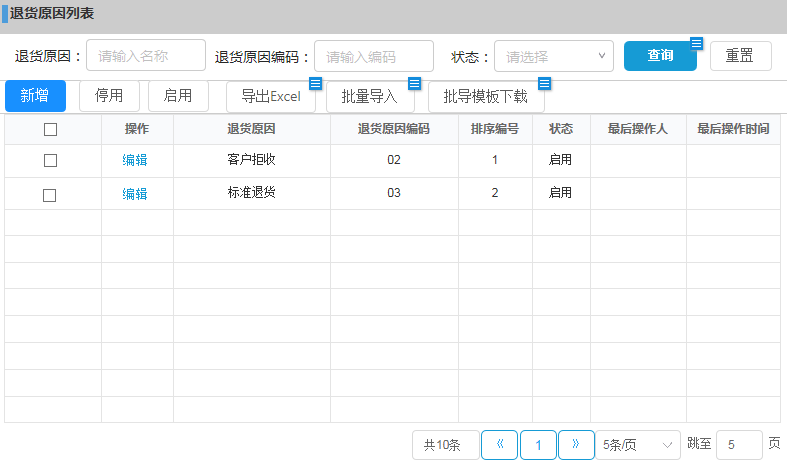 退货原因列表
退货原因： 请输入名称 退货原因编码： 请输入编码 状态： 请选择 查询 重置
新增 停用 启用 导出Excel 批量导入 批导模板下载
操作 退货原因 退货原因编码 排序编号 状态 最后操作人 最后操作时间
编辑 客户拒收 02 1 启用
编辑 标准退货 03 2 启用
共10条 « 1 » 5条/页 跳至 5 页